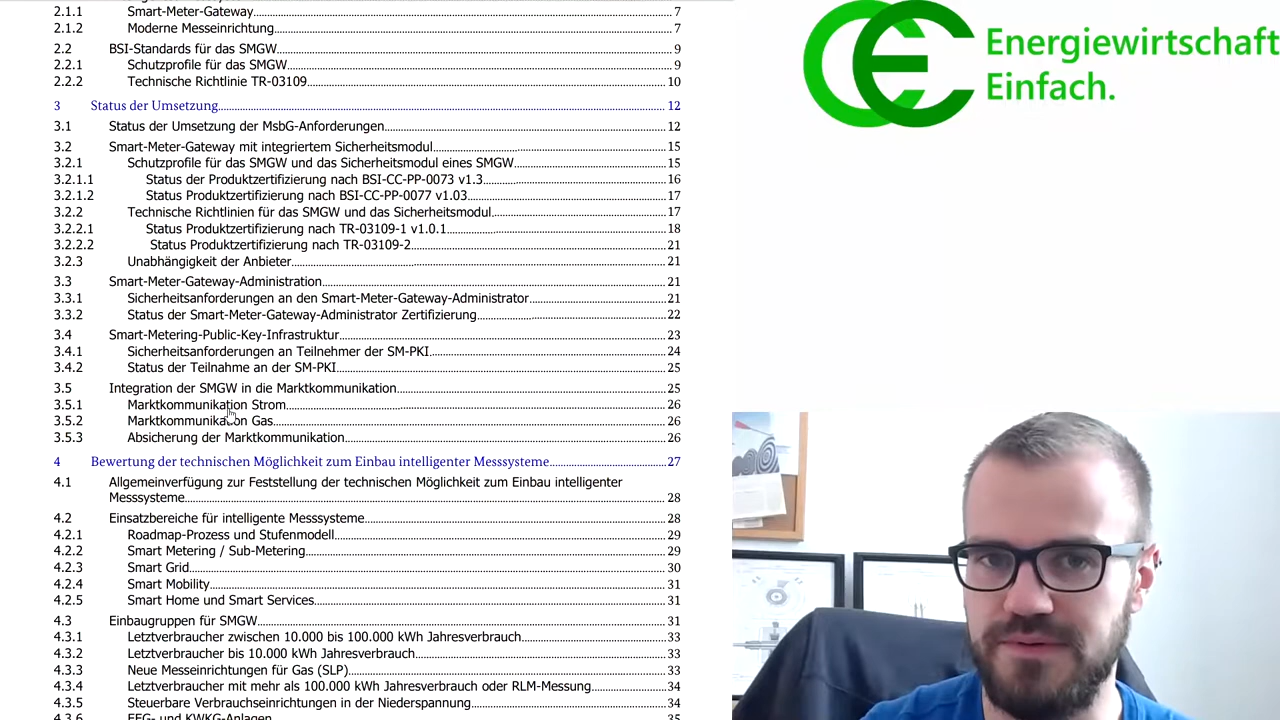 2.1.1 Smart-Meter-Gateway 7
2.1.2 Moderne Messeinrichtung 7
2.2 BSI-Standards für das SMGW 9
2.2.1 Schutzprofile für das SMGW 9
2.2.2 Technische Richtlinie TR-03109 10
3 Status der Umsetzung 12
3.1 Status der Umsetzung der MsbG-Anforderungen 12
3.2 Smart-Meter-Gateway mit integriertem Sicherheitsmodul 15
3.2.1 Schutzprofile für das SMGW und das Sicherheitsmodul eines SMGW 15
3.2.1.1 Status der Produktzertifizierung nach BSI-CC-PP-0073 v1.3 16
3.2.1.2 Status Produktzertifizierung nach BSI-CC-PP-0077 v1.03 17
3.2.2 Technische Richtlinien für das SMGW und das Sicherheitsmodul 17
3.2.2.1 Status Produktzertifizierung nach TR-03109-1 v1.0.1 18
3.2.2.2 Status Produktzertifizierung nach TR-03109-2 21
3.2.3 Unabhängigkeit der Anbieter 21
3.3 Smart-Meter-Gateway-Administration 21
3.3.1 Sicherheitsanforderungen an den Smart-Meter-Gateway-Administrator 21
3.3.2 Status der Smart-Meter-Gateway-Administrator Zertifizierung 22
3.4 Smart-Metering-Public-Key-Infrastruktur 23
3.4.1 Sicherheitsanforderungen an Teilnehmer der SM-PKI 24
3.4.2 Status der Teilnahme an der SM-PKI 25
3.5 Integration der SMGW in die Marktkommunikation 25
3.5.1 Marktkommunikation Strom 26
3.5.2 Marktkommunikation Gas 26
3.5.3 Absicherung der Marktkommunikation 26
4 Bewertung der technischen Möglichkeit zum Einbau intelligenter Messsysteme 27
4.1 Allgemeinverfügung zur Feststellung der technischen Möglichkeit zum Einbau intelligenter
Messsysteme 28
4.2 Einsatzbereiche für intelligente Messsysteme 28
4.2.1 Roadmap-Prozess und Stufenmodell 29
4.2.2 Smart Metering / Sub-Metering 29
4.2.3 Smart Grid 30
4.2.4 Smart Mobility 31
4.2.5 Smart Home und Smart Services 31
4.3 Einbaugruppen für SMGW 31
4.3.1 Letztverbraucher zwischen 10.000 bis 100.000 kWh Jahresverbrauch 33
4.3.2 Letztverbraucher bis 10.000 kWh Jahresverbrauch 33
4.3.3 Neue Messeinrichtungen für Gas (SLP) 33
4.3.4 Letztverbraucher mit mehr als 100.000 kWh Jahresverbrauch oder RLM-Messung 34
4.3.5 Steuerbare Verbrauchseinrichtungen in der Niederspannung 34
4.3.6 EEG- und KWKG-Anlagen 35
Energiewirtschaft
Einfach.